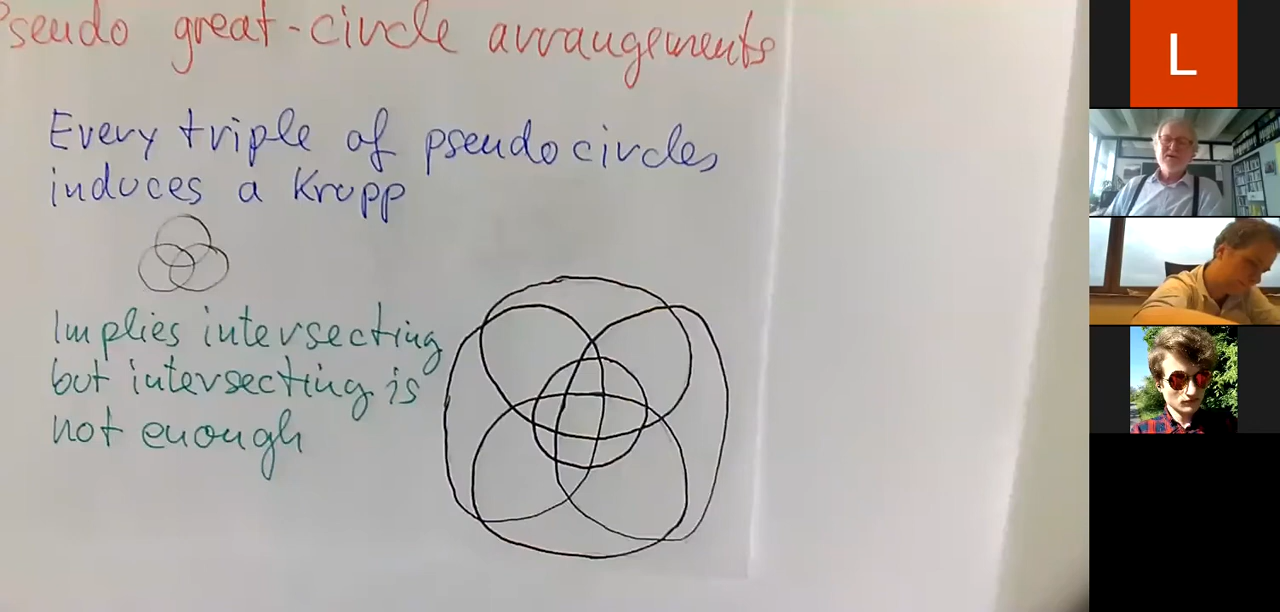 Pseudo great-circle arrangements
Every triple of pseudocircles
induces a Krupp
Implies intersecting
but intersecting is
not enough
L